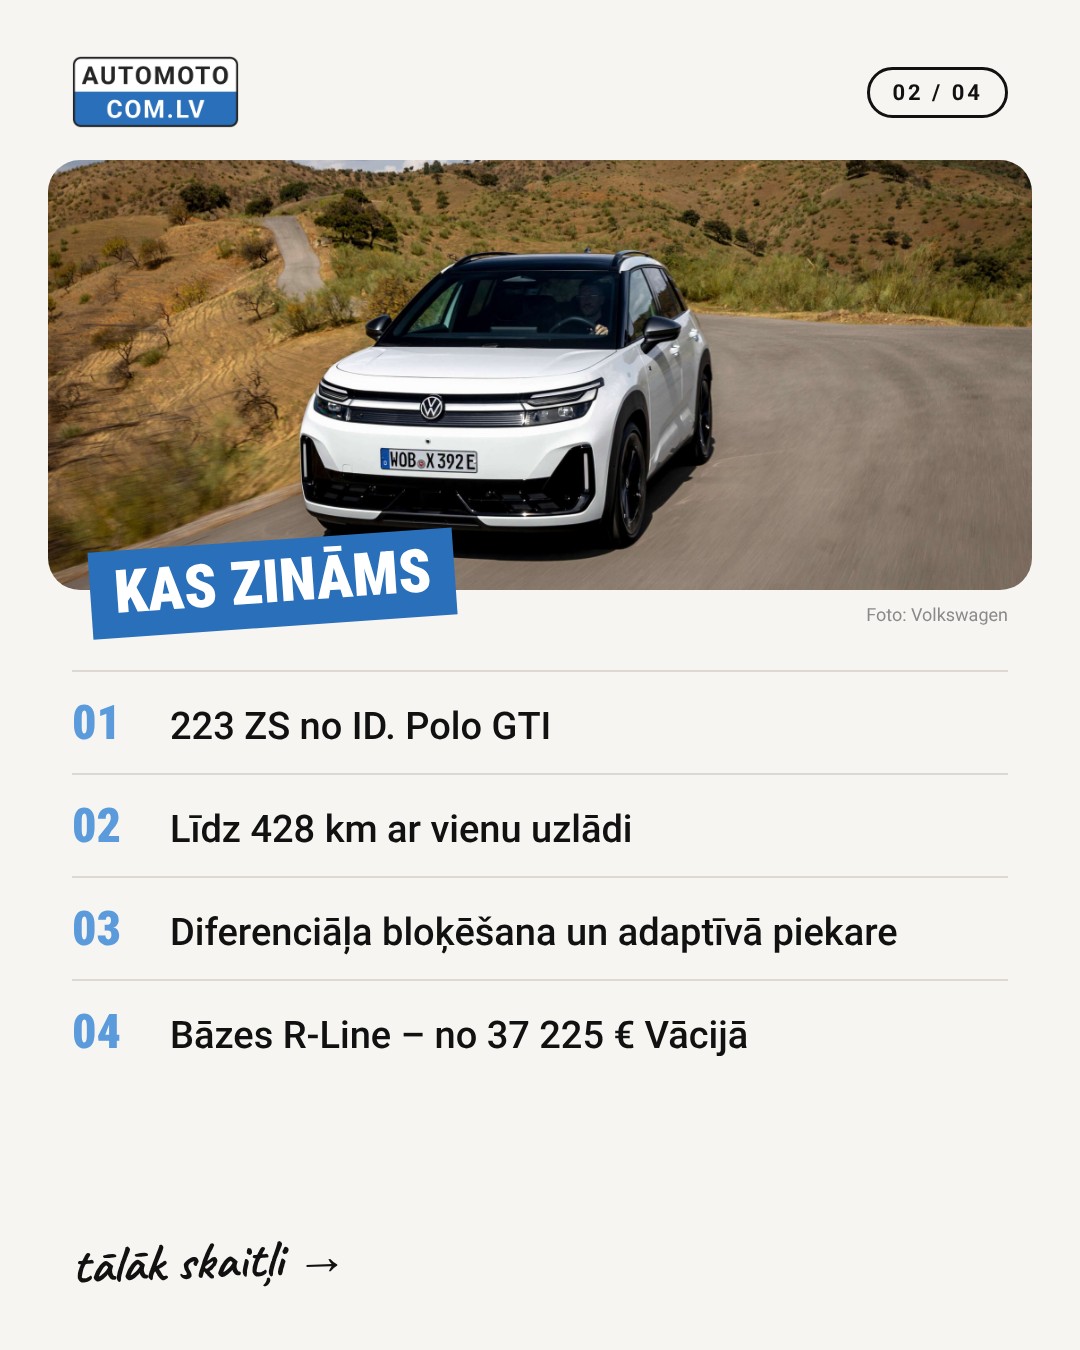 AUTOMOTO
COM.LV
02 / 04
WOB X 392 E
KAS ZINĀMS
Foto: Volkswagen
01 223 ZS no ID. Polo GTI
02 Līdz 428 km ar vienu uzlādi
03 Diferenciāļa bloķēšana un adaptīvā piekare
04 Bāzes R-Line – no 37 225 € Vācijā
tālāk skaitļi →